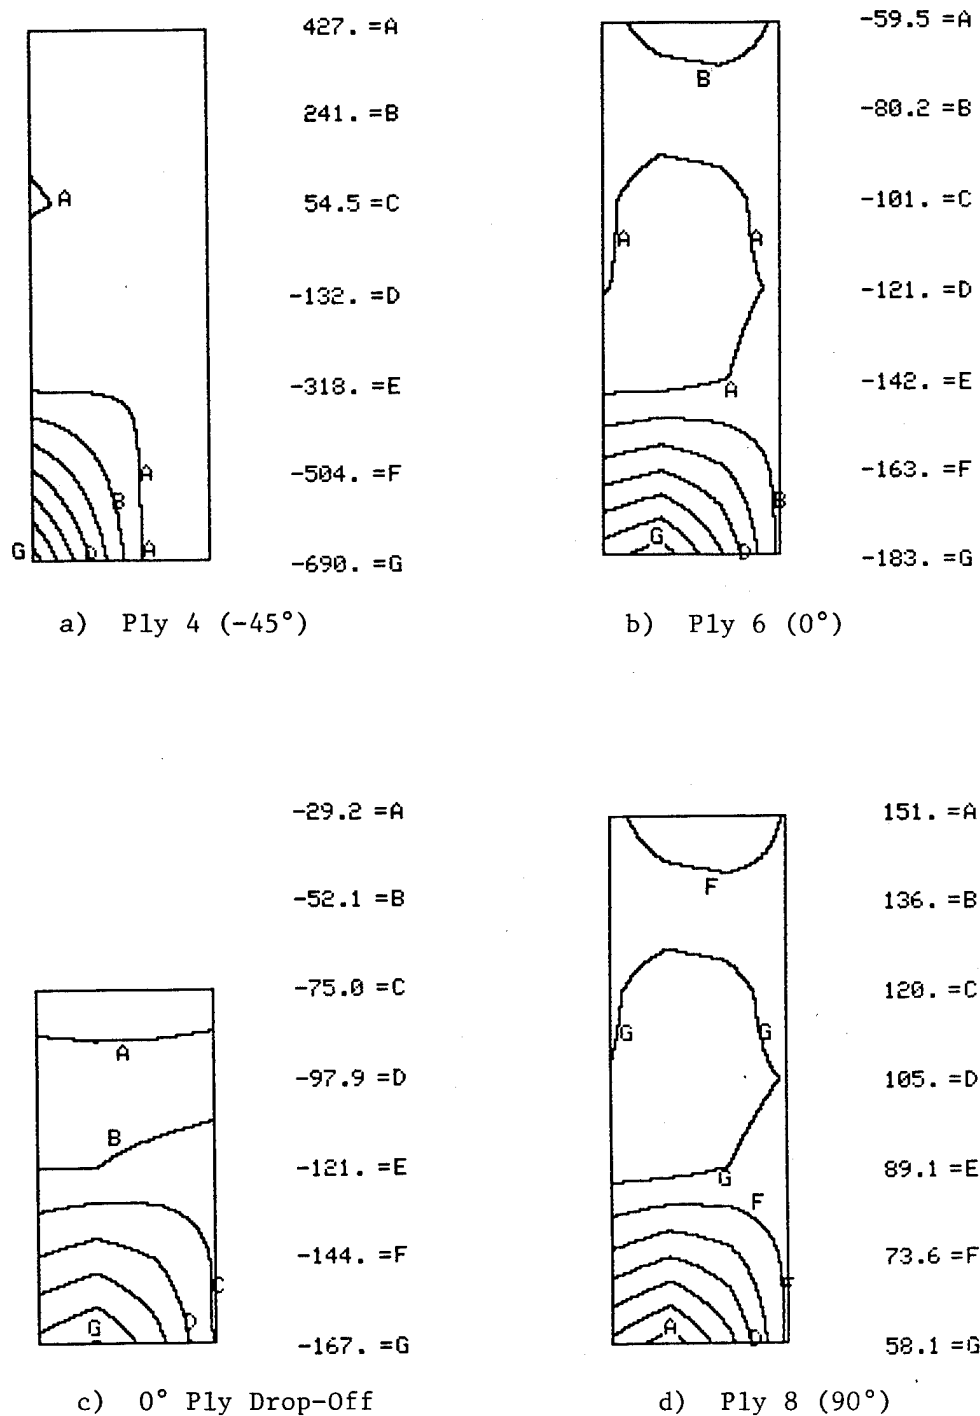 427. =A
241. =B
54.5 =C
-132. =D
-318. =E
-504. =F
-690. =G
A
A
B
G
D
A
a) Ply 4 (-45°)
-59.5 =A
-80.2 =B
-101. =C
-121. =D
-142. =E
-163. =F
-183. =G
B
A
A
A
B
G
D
b) Ply 6 (0°)
-29.2 =A
-52.1 =B
-75.0 =C
-97.9 =D
-121. =E
-144. =F
-167. =G
A
B
C
D
G
c) 0° Ply Drop-Off
151. =A
136. =B
120. =C
105. =D
89.1 =E
73.6 =F
58.1 =G
F
G
G
G
F
F
A
D
d) Ply 8 (90°)